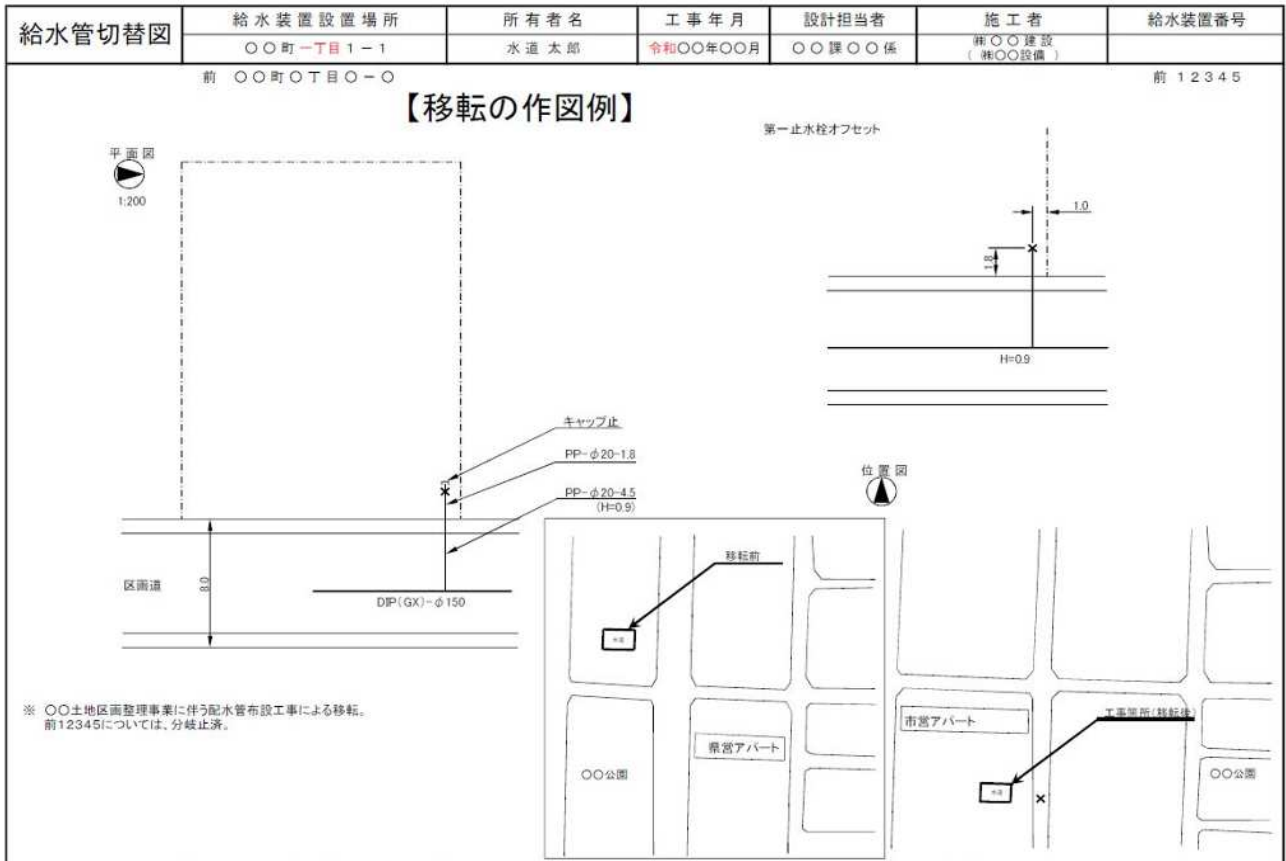 給水管切替図
給水装置設置場所
所有者名
工事年月
設計担当者
施工者
給水装置番号
○○町一丁目1-1
水道 太郎
令和○○年○○月
○○課○○係
㈱○○建設
(㈱○○設備)
前 ○○町○丁目○-○
前 12345
【移転の作図例】
平面図
1:200
第一止水栓オフセット
1.0
1.8
H=0.9
キャップ止
PP-φ20-1.8
PP-φ20-4.5
(H=0.9)
区画道
8.0
DIP(GX)-φ150
位置図
移転前
水道
県営アパート
○○公園
市営アパート
工事箇所(移転後)
水道
○○公園
※ ○○土地区画整理事業に伴う配水管布設工事による移転。
前12345については、分岐止済。